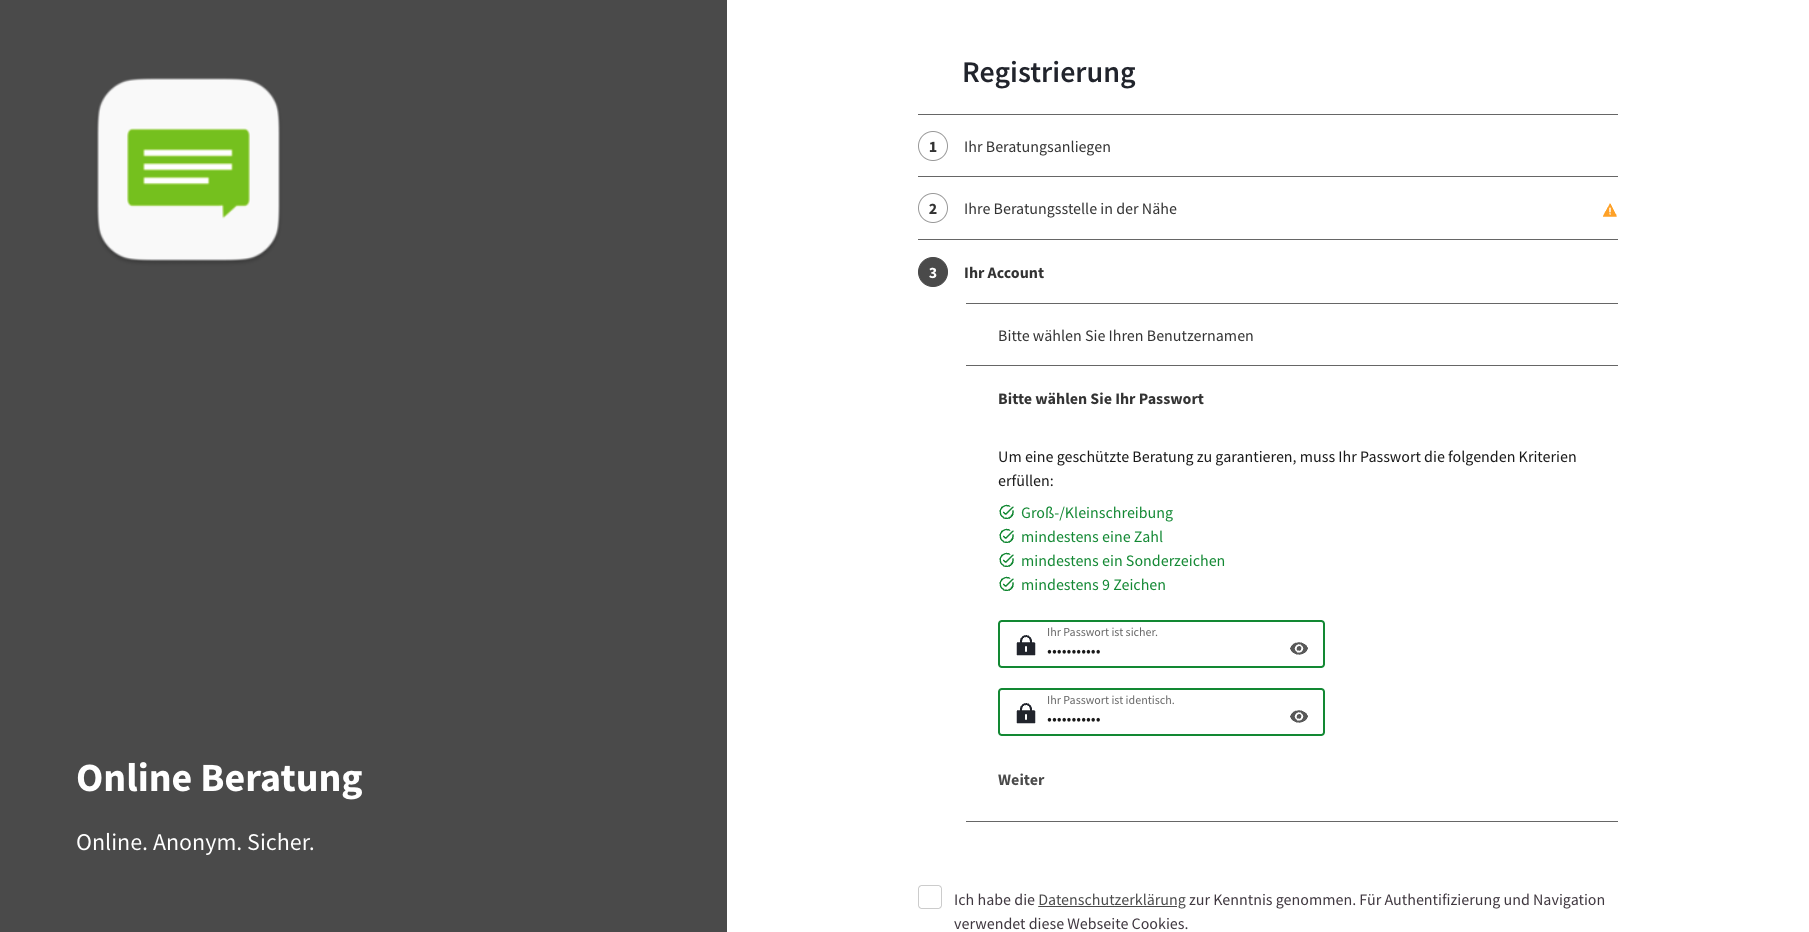 Registrierung
1 Ihr Beratungsanliegen
2 Ihre Beratungsstelle in der Nähe
3 Ihr Account
Bitte wählen Sie Ihren Benutzernamen
Bitte wählen Sie Ihr Passwort
Um eine geschützte Beratung zu garantieren, muss Ihr Passwort die folgenden Kriterien
erfüllen:
Groß-/Kleinschreibung
mindestens eine Zahl
mindestens ein Sonderzeichen
mindestens 9 Zeichen
Ihr Passwort ist sicher.
•••••••••••
Ihr Passwort ist identisch.
•••••••••••
Weiter
Ich habe die Datenschutzerklärung zur Kenntnis genommen. Für Authentifizierung und Navigation
verwendet diese Webseite Cookies.
Online Beratung
Online. Anonym. Sicher.